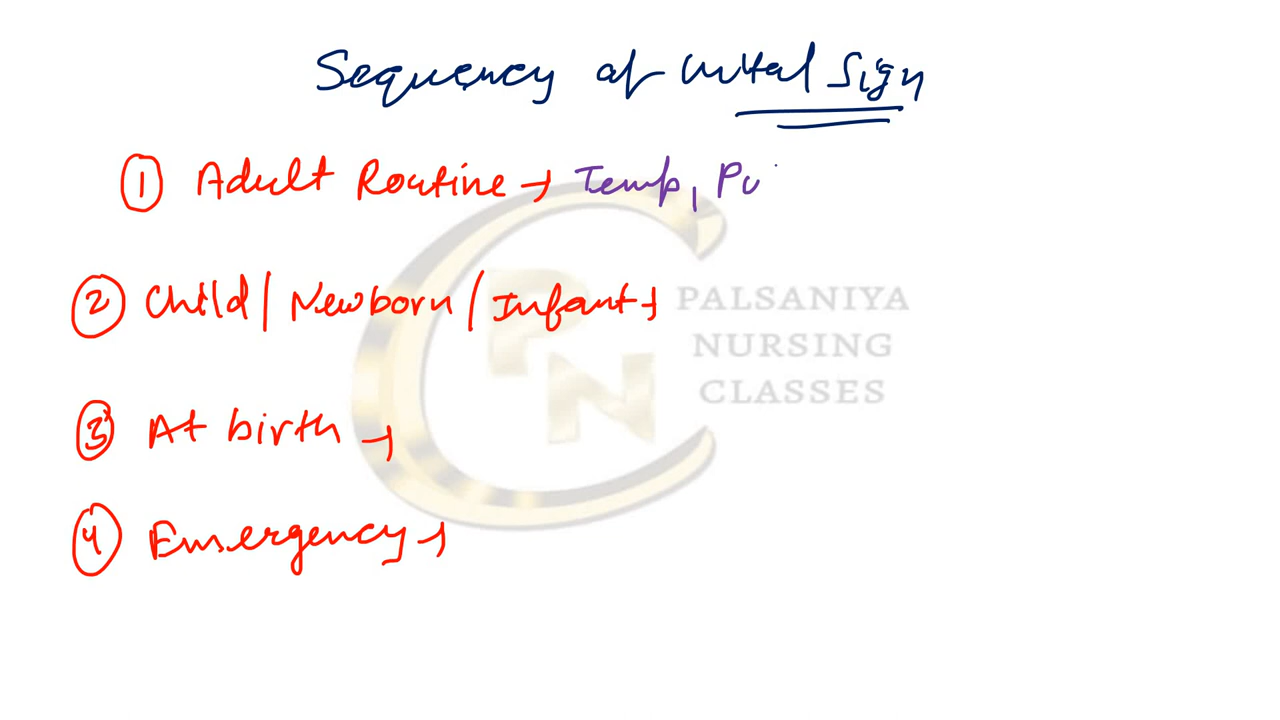 Sequency of vital Sign
① Adult Routine → Temp, Pu
② Child / Newborn / Infant →
PALSANIYA
NURSING
CLASSES
③ At birth →
④ Emergency →
PN